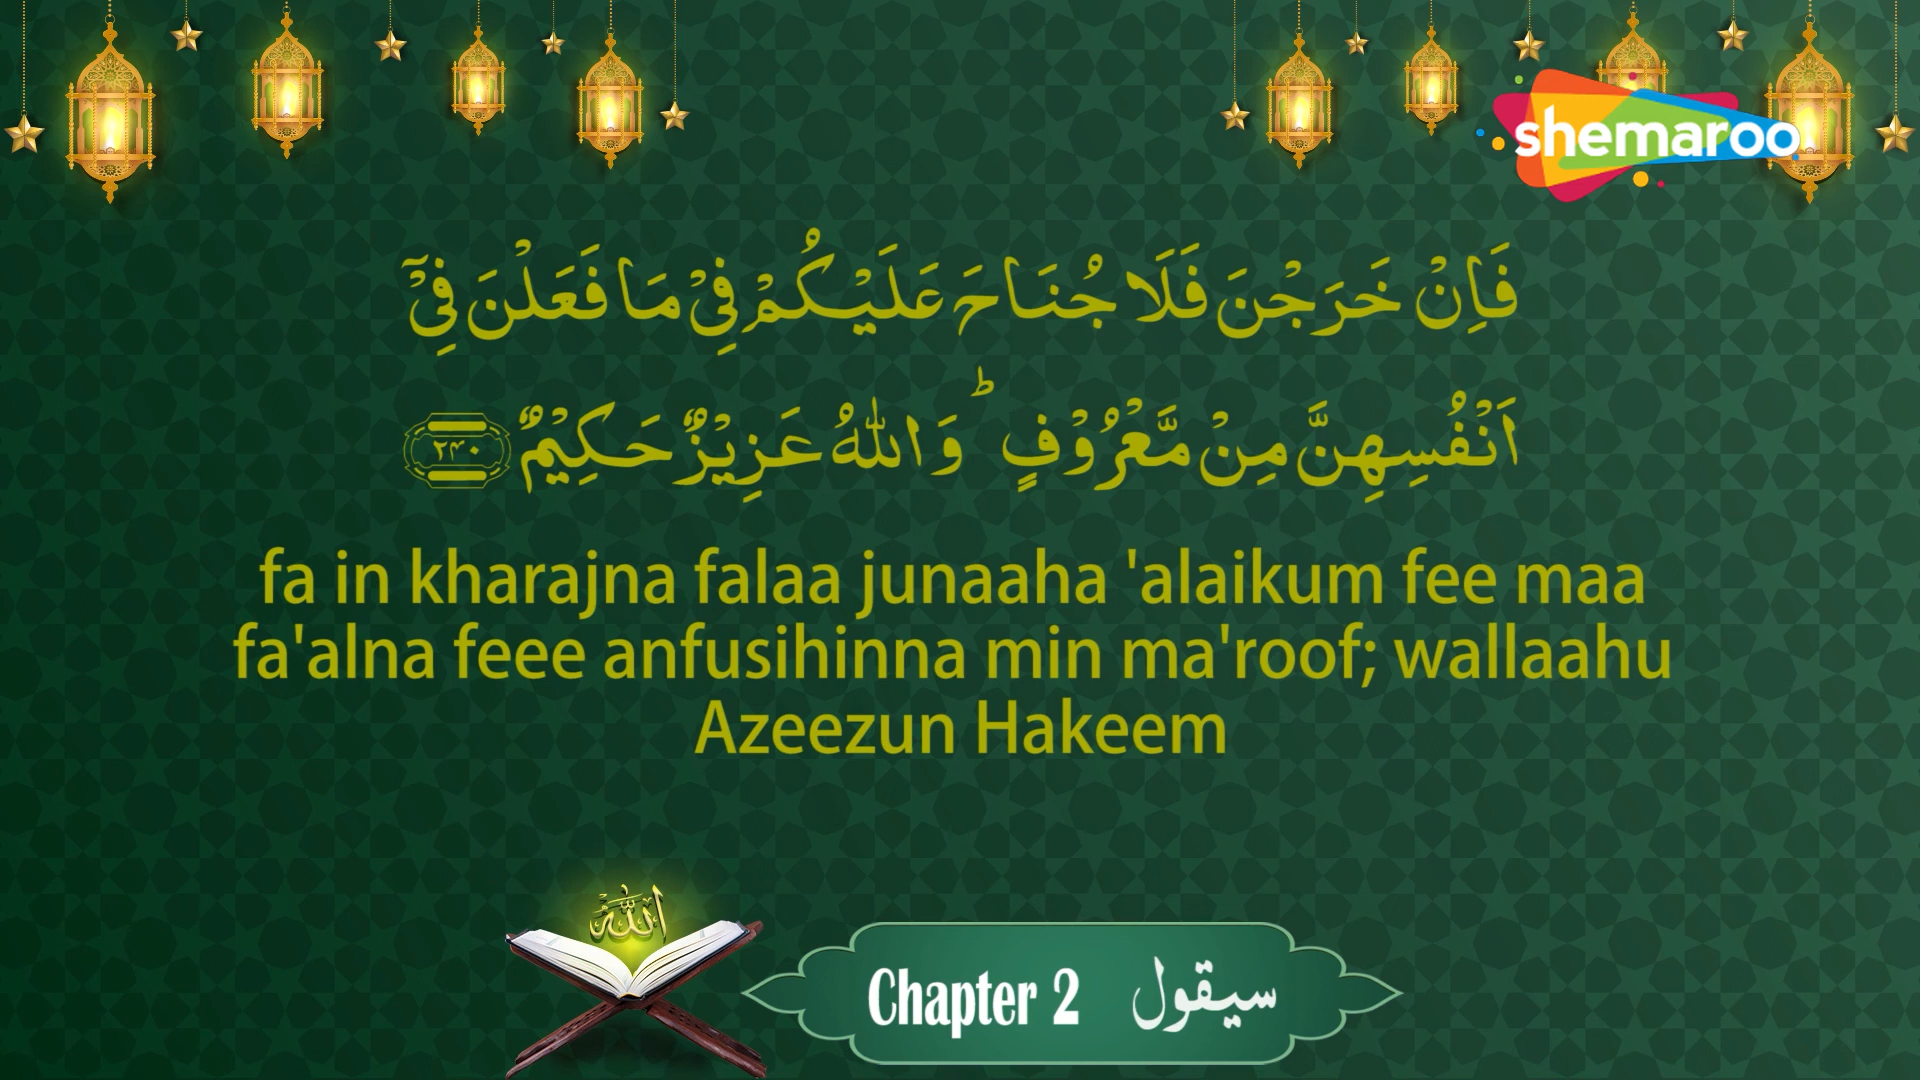 shemaroo
فَاِنْ خَرَجْنَ فَلَا جُنَاحَ عَلَيْكُمْ فِيْ مَا فَعَلْنَ فِيْٓ
اَنْفُسِهِنَّ مِنْ مَّعْرُوْفٍ ؕ وَاللّٰهُ عَزِيْزٌ حَكِيْمٌ ۲۴۰
fa in kharajna falaa junaaha 'alaikum fee maa
fa'alna feee anfusihinna min ma'roof; wallaahu
Azeezun Hakeem
الله
Chapter 2 سيقول